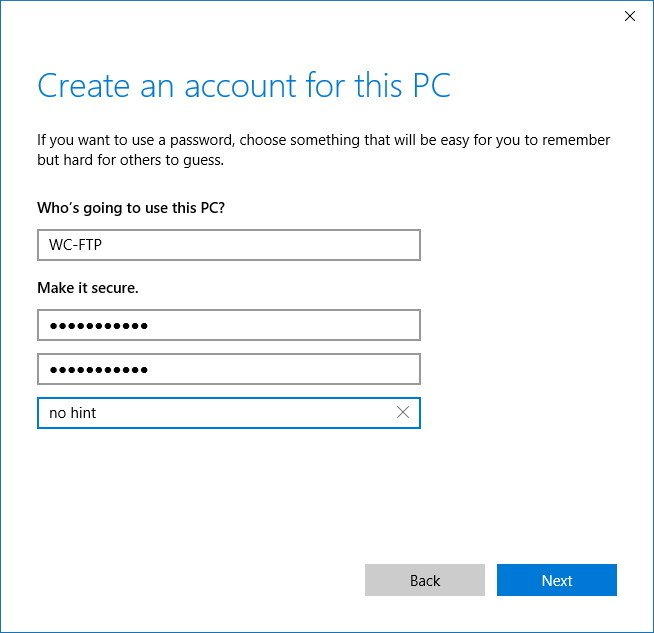 Create an account for this PC
If you want to use a password, choose something that will be easy for you to remember
but hard for others to guess.
Who's going to use this PC?
WC-FTP
Make it secure.
●●●●●●●●●●●
●●●●●●●●●●●
no hint
Back
Next